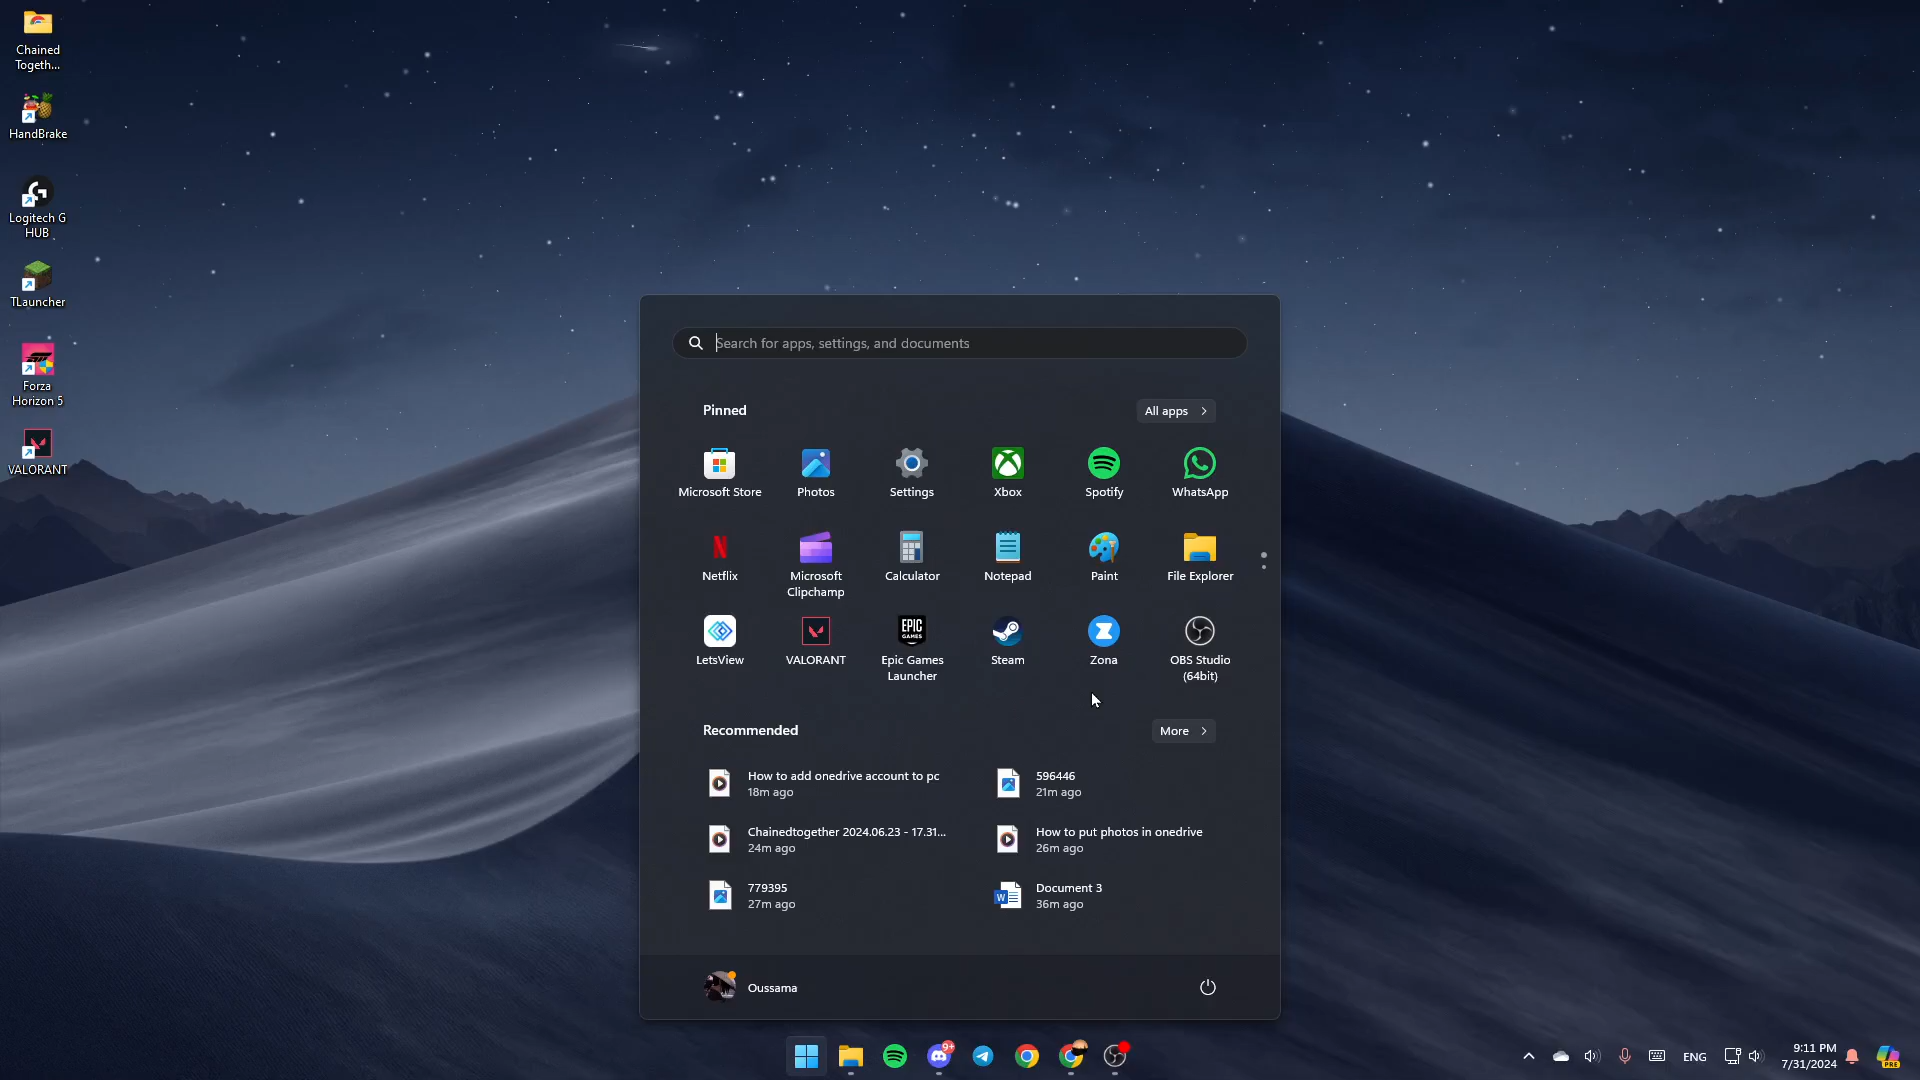 Chained
Togeth...
HandBrake
Logitech G
HUB
TLauncher
Forza
Horizon 5
VALORANT
Search for apps, settings, and documents
Pinned
All apps
Microsoft Store
Photos
Settings
Xbox
Spotify
WhatsApp
Netflix
Microsoft
Clipchamp
Calculator
Notepad
Paint
File Explorer
LetsView
VALORANT
EPIC
GAMES
Epic Games
Launcher
Steam
Zona
OBS Studio
(64bit)
Recommended
More
How to add onedrive account to pc
18m ago
596446
21m ago
Chainedtogether 2024.06.23 - 17.31...
24m ago
How to put photos in onedrive
26m ago
779395
27m ago
Document 3
36m ago
Oussama
9+
ENG
9:11 PM
7/31/2024
PRE